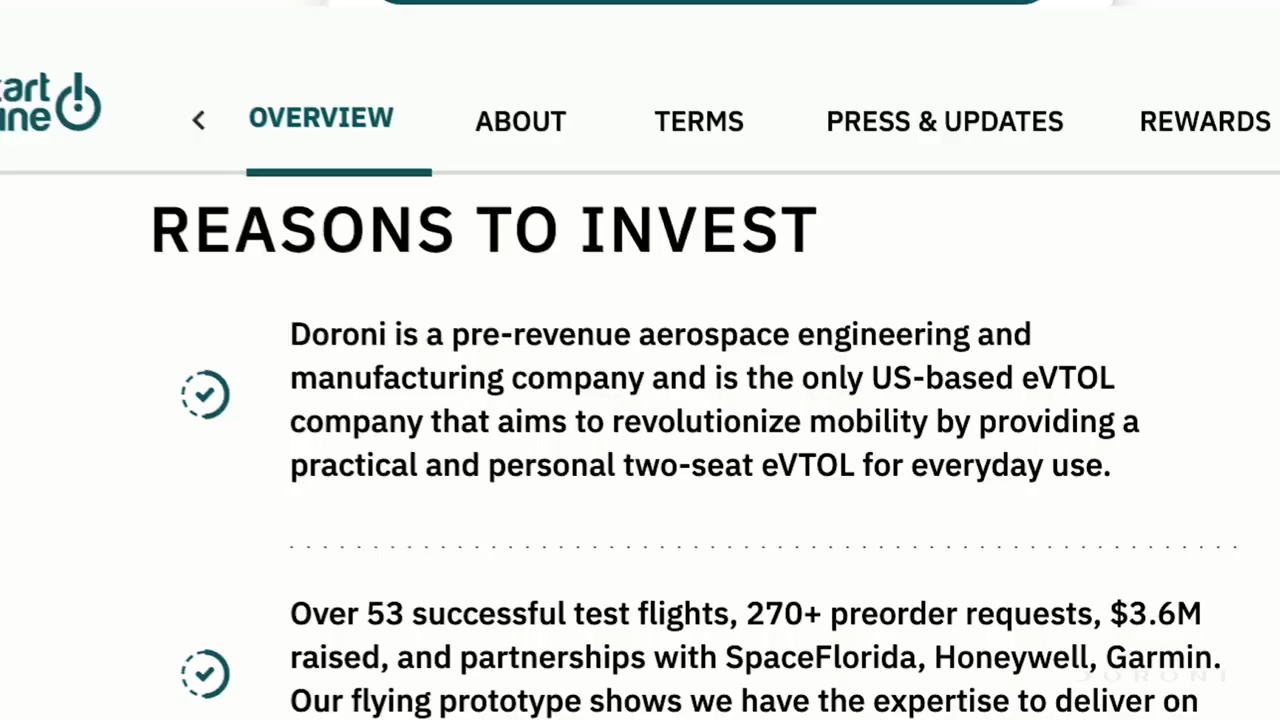 art
ine
OVERVIEW ABOUT TERMS PRESS & UPDATES REWARDS
REASONS TO INVEST
Doroni is a pre-revenue aerospace engineering and
manufacturing company and is the only US-based eVTOL
company that aims to revolutionize mobility by providing a
practical and personal two-seat eVTOL for everyday use.
Over 53 successful test flights, 270+ preorder requests, $3.6M
raised, and partnerships with SpaceFlorida, Honeywell, Garmin.
DORONI
Our flying prototype shows we have the expertise to deliver on